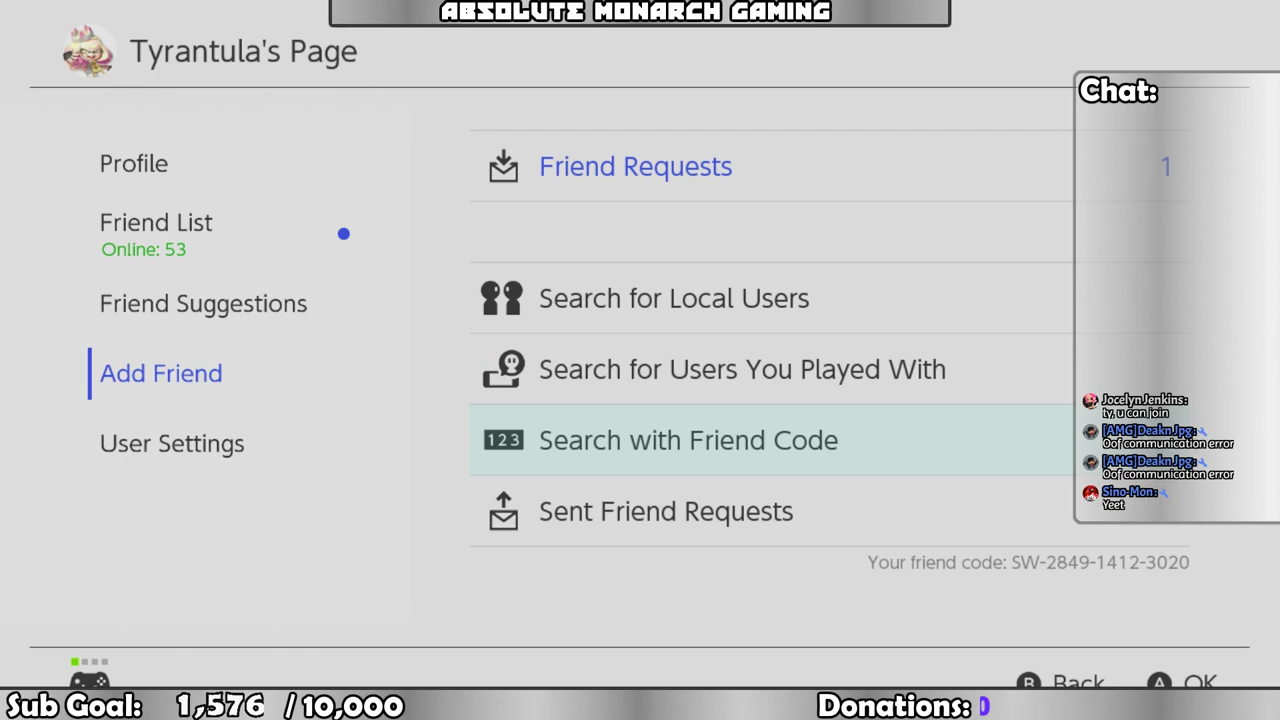 ABSOLUTE MONARCH GAMING
Tyrantula's Page
Chat:
Profile
Friend List
Online: 53
Friend Suggestions
Add Friend
User Settings
Friend Requests 1
Search for Local Users
Search for Users You Played With
123 Search with Friend Code
Sent Friend Requests
Your friend code: SW-2849-1412-3020
JocelynJenkins:
ty, u can join
[AMG]DeaknJpg:
Oof communication error
[AMG]DeaknJpg:
Oof communication error
Sino-Mon:
Yeet
B Back A OK
Sub Goal: 1,576 / 10,000
Donations: 0